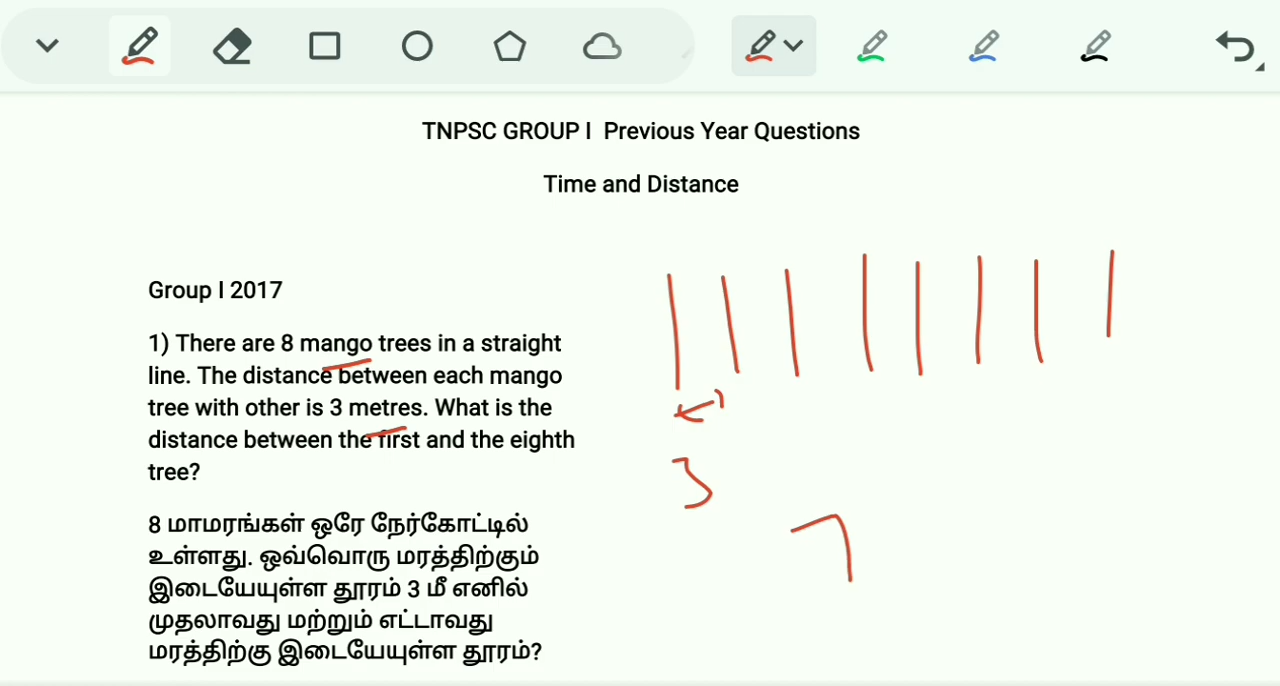 TNPSC GROUP I Previous Year Questions
Time and Distance
Group I 2017
1) There are 8 mango trees in a straight
line. The distance between each mango
tree with other is 3 metres. What is the
distance between the first and the eighth
tree?
8 மாமரங்கள் ஒரே நேர்கோட்டில்
உள்ளது. ஒவ்வொரு மரத்திற்கும்
இடையேயுள்ள தூரம் 3 மீ எனில்
முதலாவது மற்றும் எட்டாவது
மரத்திற்கு இடையேயுள்ள தூரம்?
3
7